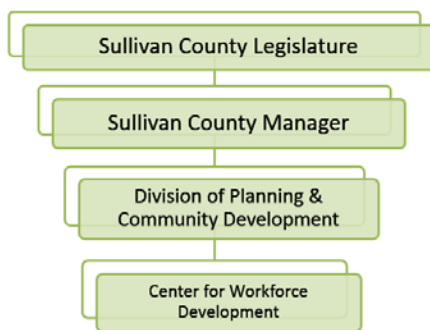 Sullivan County Legislature
Sullivan County Manager
Division of Planning &
Community Development
Center for Workforce
Development